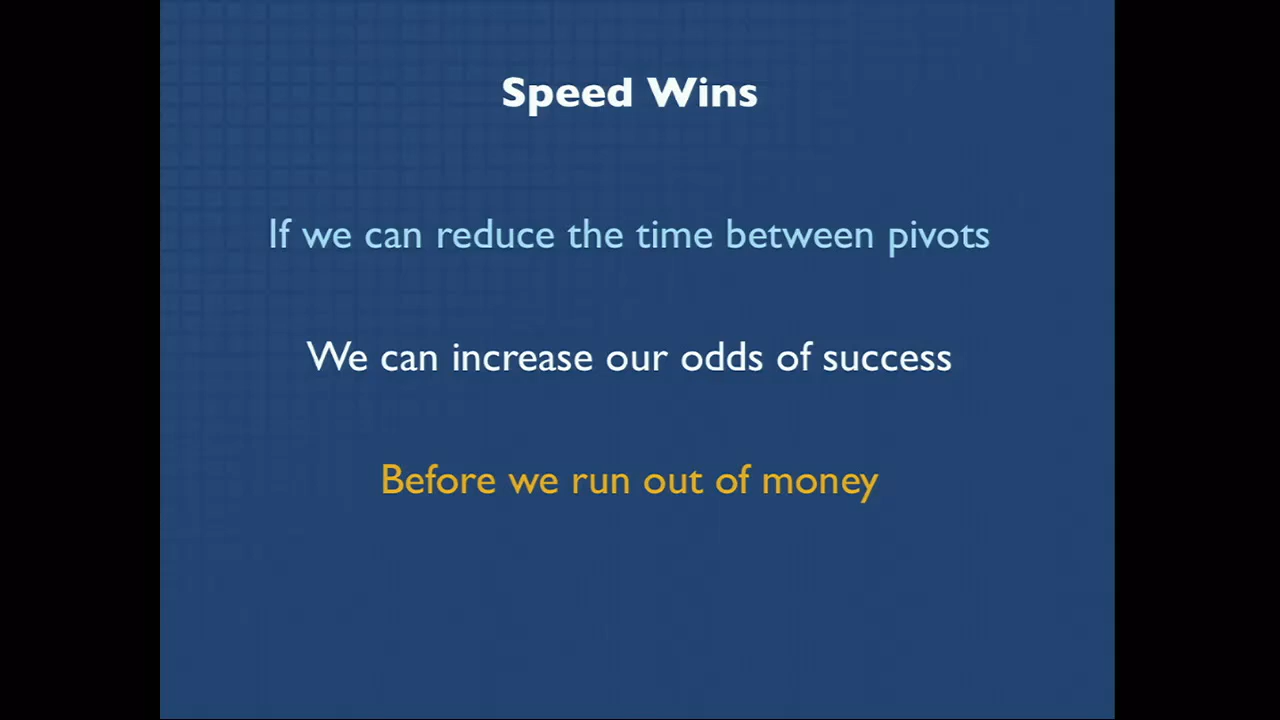 Speed Wins
If we can reduce the time between pivots
We can increase our odds of success
Before we run out of money